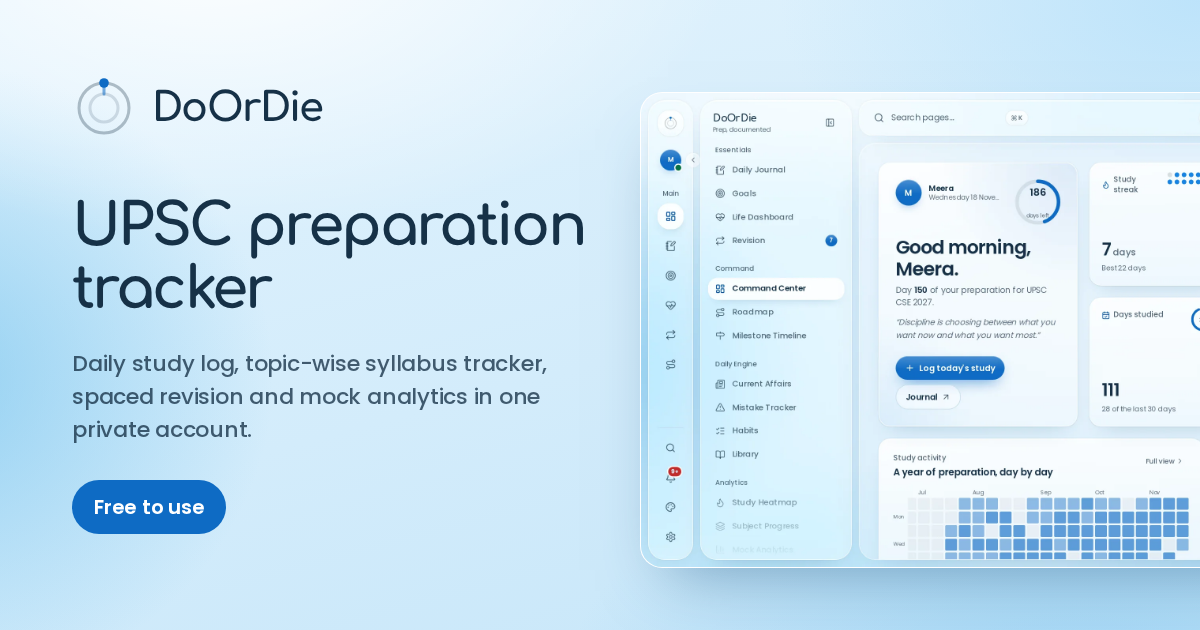 DoOrDie
UPSC preparation
tracker
Daily study log, topic-wise syllabus tracker,
spaced revision and mock analytics in one
private account.
Free to use
M
Main
9+
DoOrDie
Prep, documented
Essentials
Daily Journal
Goals
Life Dashboard
Revision 7
Command
Command Center
Roadmap
Milestone Timeline
Daily Engine
Current Affairs
Mistake Tracker
Habits
Library
Analytics
Study Heatmap
Subject Progress
Mock Analytics
Search pages...
⌘K
M
Meera
Wednesday 18 Nove...
186
days left
Good morning,
Meera.
Day 150 of your preparation for UPSC
CSE 2027.
"Discipline is choosing between what you
want now and what you want most."
+ Log today's study
Journal
Study
streak
7 days
Best 22 days
Days studied
111
28 of the last 30 days
Study activity
A year of preparation, day by day
Full view
Jul Aug Sep Oct Nov
Mon
Wed